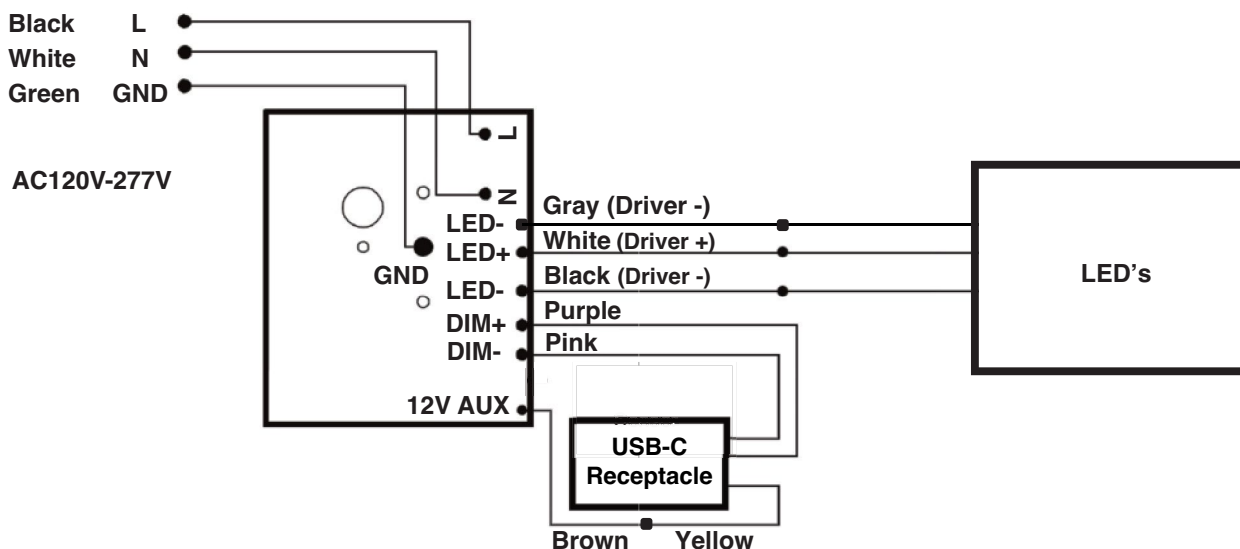 Black L
White N
Green GND
AC120V-277V
L
N
LED-
LED+
GND
LED-
DIM+
DIM-
12V AUX
Gray (Driver -)
White (Driver +)
Black (Driver -)
Purple
Pink
LED's
USB-C
Receptacle
Brown Yellow